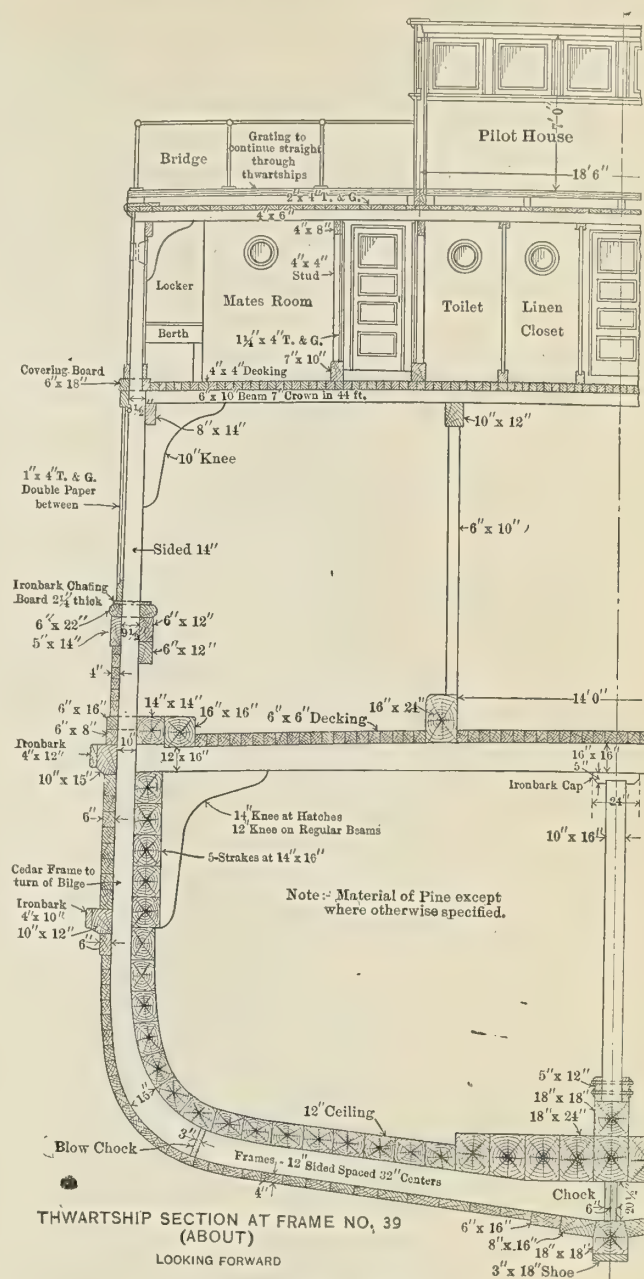 7'-0"
Pilot House
18'6"
Grating to
continue straight
through
thwartships
Bridge
2"x 4" T. & G.
4"x 6"
4"x 8"
4"x 4"
Stud
Locker
Mates Room
Toilet
Linen
Closet
Berth
1¼"x 4" T. & G.
7"x 10"
4"x 4" Decking
Covering Board
6"x 18"
6"x 10" Beam 7" Crown in 44 ft.
8"x 14"
10"x 12"
10" Knee
1"x 4" T. & G.
Double Paper
between
6"x 10"
Sided 14"
Ironbark Chafing
Board 2¼" thick
6"x 22"
5"x 14"
6"x 12"
6"x 12"
4"
6"x 16"
6"x 8"
14"x 14"
16"x 16"
6"x 6" Decking
16"x 24"
14'0"
10"
12"x 16"
16"x 16"
Ironbark
4"x 12"
10"x 15"
5"
Ironbark Cap
24"
6"
14" Knee at Hatches
12" Knee on Regular Beams
10"x 16"
5-Strakes at 14"x 16"
Cedar Frame to
turn of Bilge
Note:- Material of Pine except
where otherwise specified.
Ironbark
4"x 10"
10"x 12"
6"
5"x 12"
18"x 18"
18"x 24"
15"
12" Ceiling
3"
Blow Chock
Frames - 12" Sided Spaced 32" Centers
4"
Chock
6"
20½"
6"x 16"
8"x 16"
18"x 18"
3"x 18" Shoe
THWARTSHIP SECTION AT FRAME NO. 39
(ABOUT)
LOOKING FORWARD